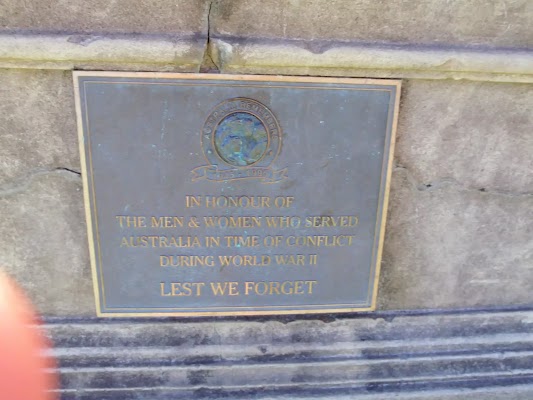 IN HONOUR OF
THE MEN & WOMEN WHO SERVED
AUSTRALIA IN TIME OF CONFLICT
DURING WORLD WAR II
LEST WE FORGET